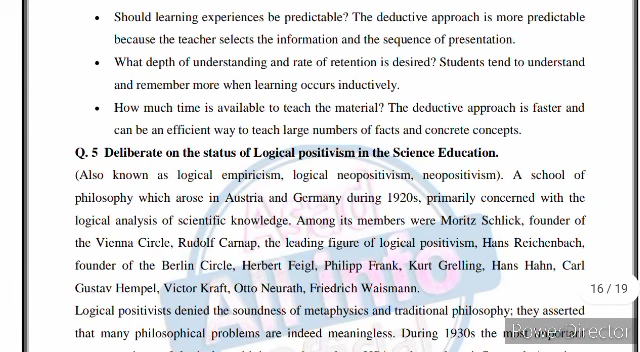 • Should learning experiences be predictable? The deductive approach is more predictable
because the teacher selects the information and the sequence of presentation.
• What depth of understanding and rate of retention is desired? Students tend to understand
and remember more when learning occurs inductively.
• How much time is available to teach the material? The deductive approach is faster and
can be an efficient way to teach large numbers of facts and concrete concepts.
Q. 5 Deliberate on the status of Logical positivism in the Science Education.
(Also known as logical empiricism, logical neopositivism, neopositivism). A school of
philosophy which arose in Austria and Germany during 1920s, primarily concerned with the
logical analysis of scientific knowledge. Among its members were Moritz Schlick, founder of
the Vienna Circle, Rudolf Carnap, the leading figure of logical positivism, Hans Reichenbach,
founder of the Berlin Circle, Herbert Feigl, Philipp Frank, Kurt Grelling, Hans Hahn, Carl
Gustav Hempel, Victor Kraft, Otto Neurath, Friedrich Waismann.
16 / 19
Logical positivists denied the soundness of metaphysics and traditional philosophy; they asserted
that many philosophical problems are indeed meaningless. During 1930s the most important
PowerDirector
Asad
All info